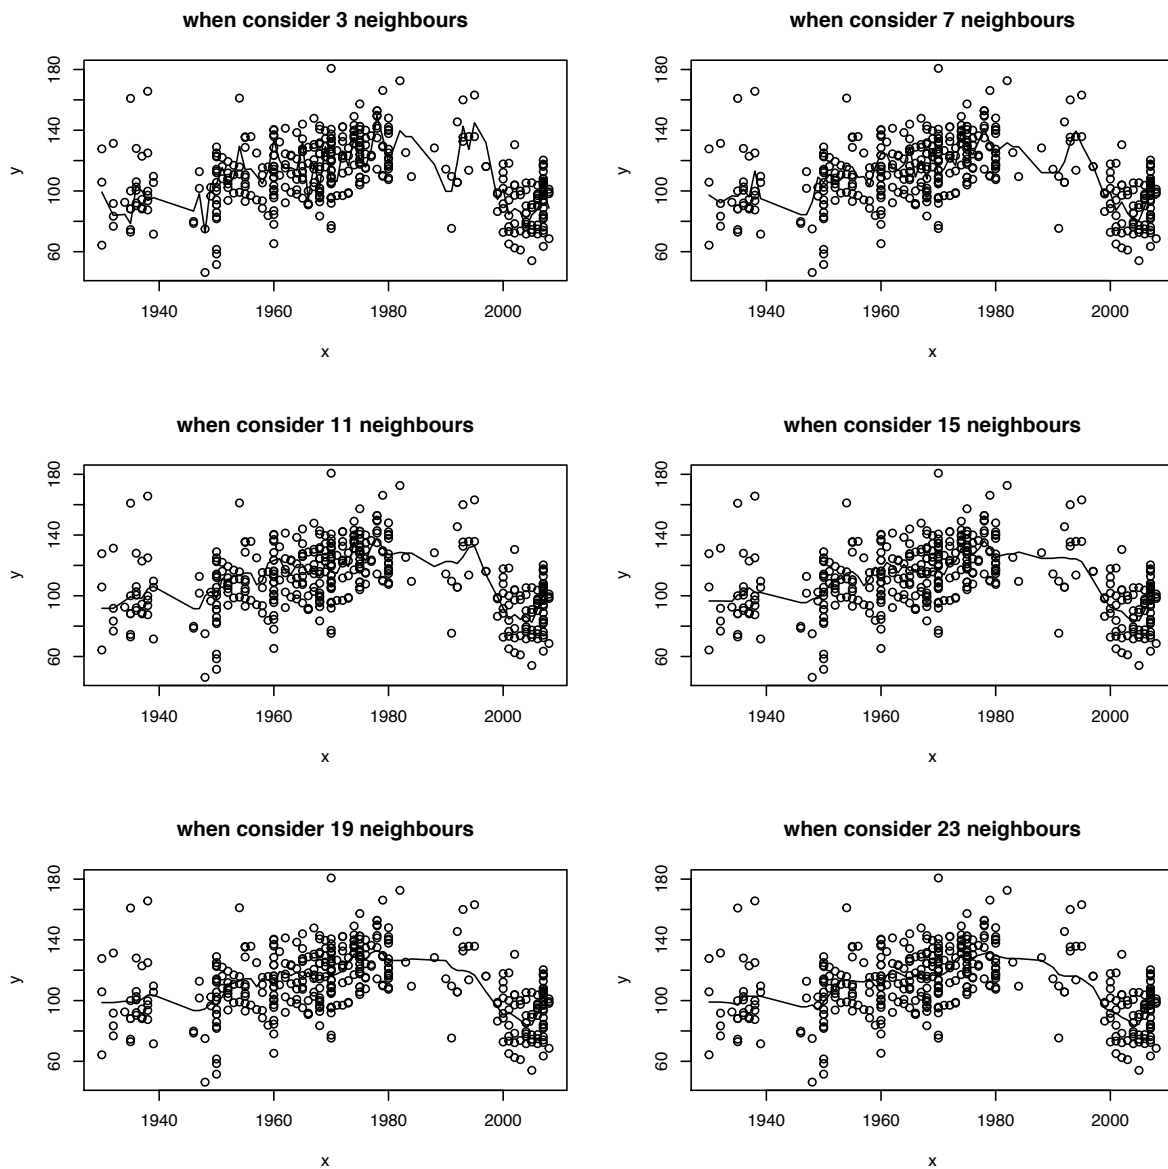 when consider 3 neighbours
y
60
100
140
180
1940
1960
1980
2000
x
when consider 7 neighbours
y
60
100
140
180
1940
1960
1980
2000
x
when consider 11 neighbours
y
60
100
140
180
1940
1960
1980
2000
x
when consider 15 neighbours
y
60
100
140
180
1940
1960
1980
2000
x
when consider 19 neighbours
y
60
100
140
180
1940
1960
1980
2000
x
when consider 23 neighbours
y
60
100
140
180
1940
1960
1980
2000
x